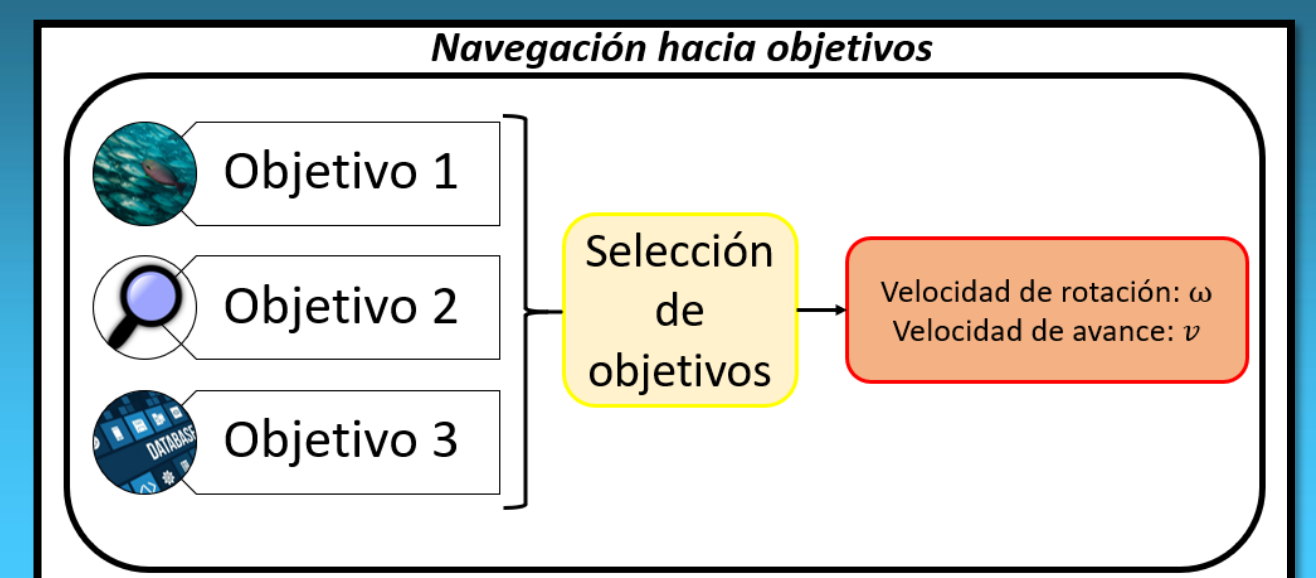 Navegación hacia objetivos
Objetivo 1
Objetivo 2
Objetivo 3
DATABASE
Selección
de
objetivos
Velocidad de rotación: ω
Velocidad de avance: 𝑣